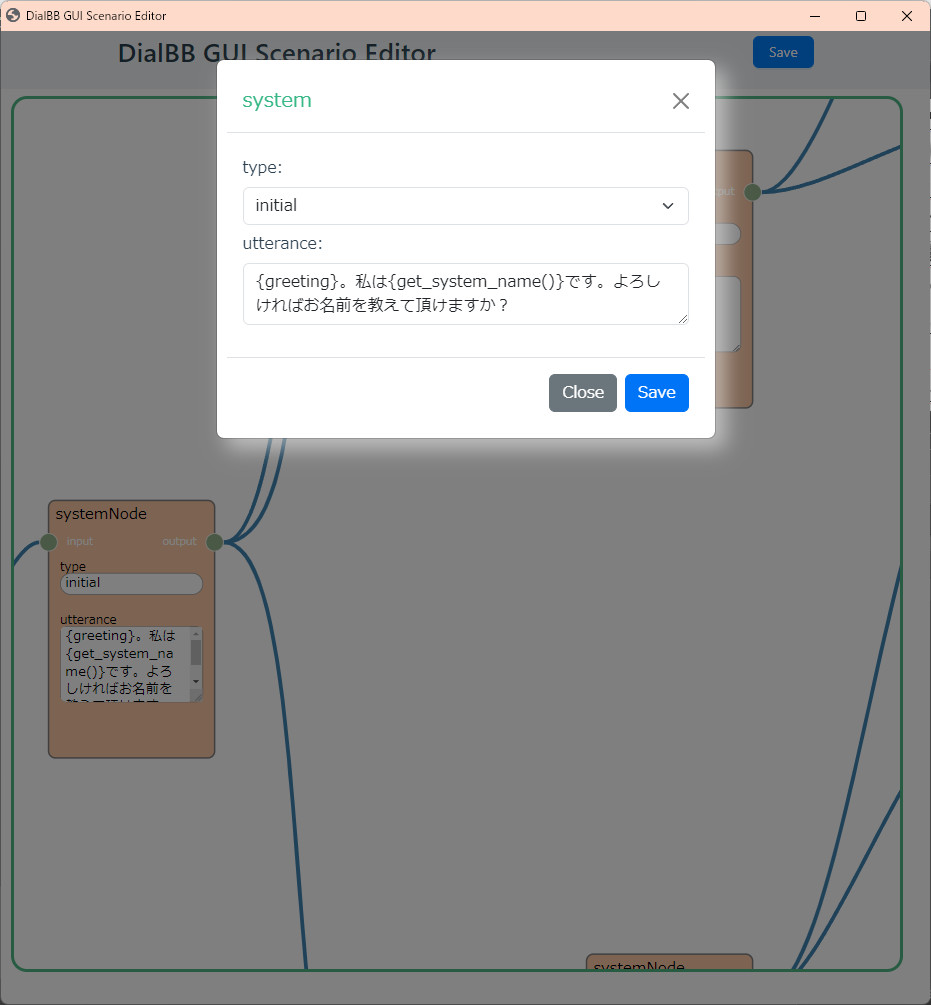 DialBB GUI Scenario Editor
DialBB GUI Scenario Editor
Save
system
type:
initial
utterance:
{greeting}。私は{get_system_name()}です。よろし
ければお名前を教えて頂けますか？
Close
Save
systemNode
input
output
type
initial
utterance
{greeting}。私は
{get_system_na
me()}です。よろ
しければお名前を
systemNode